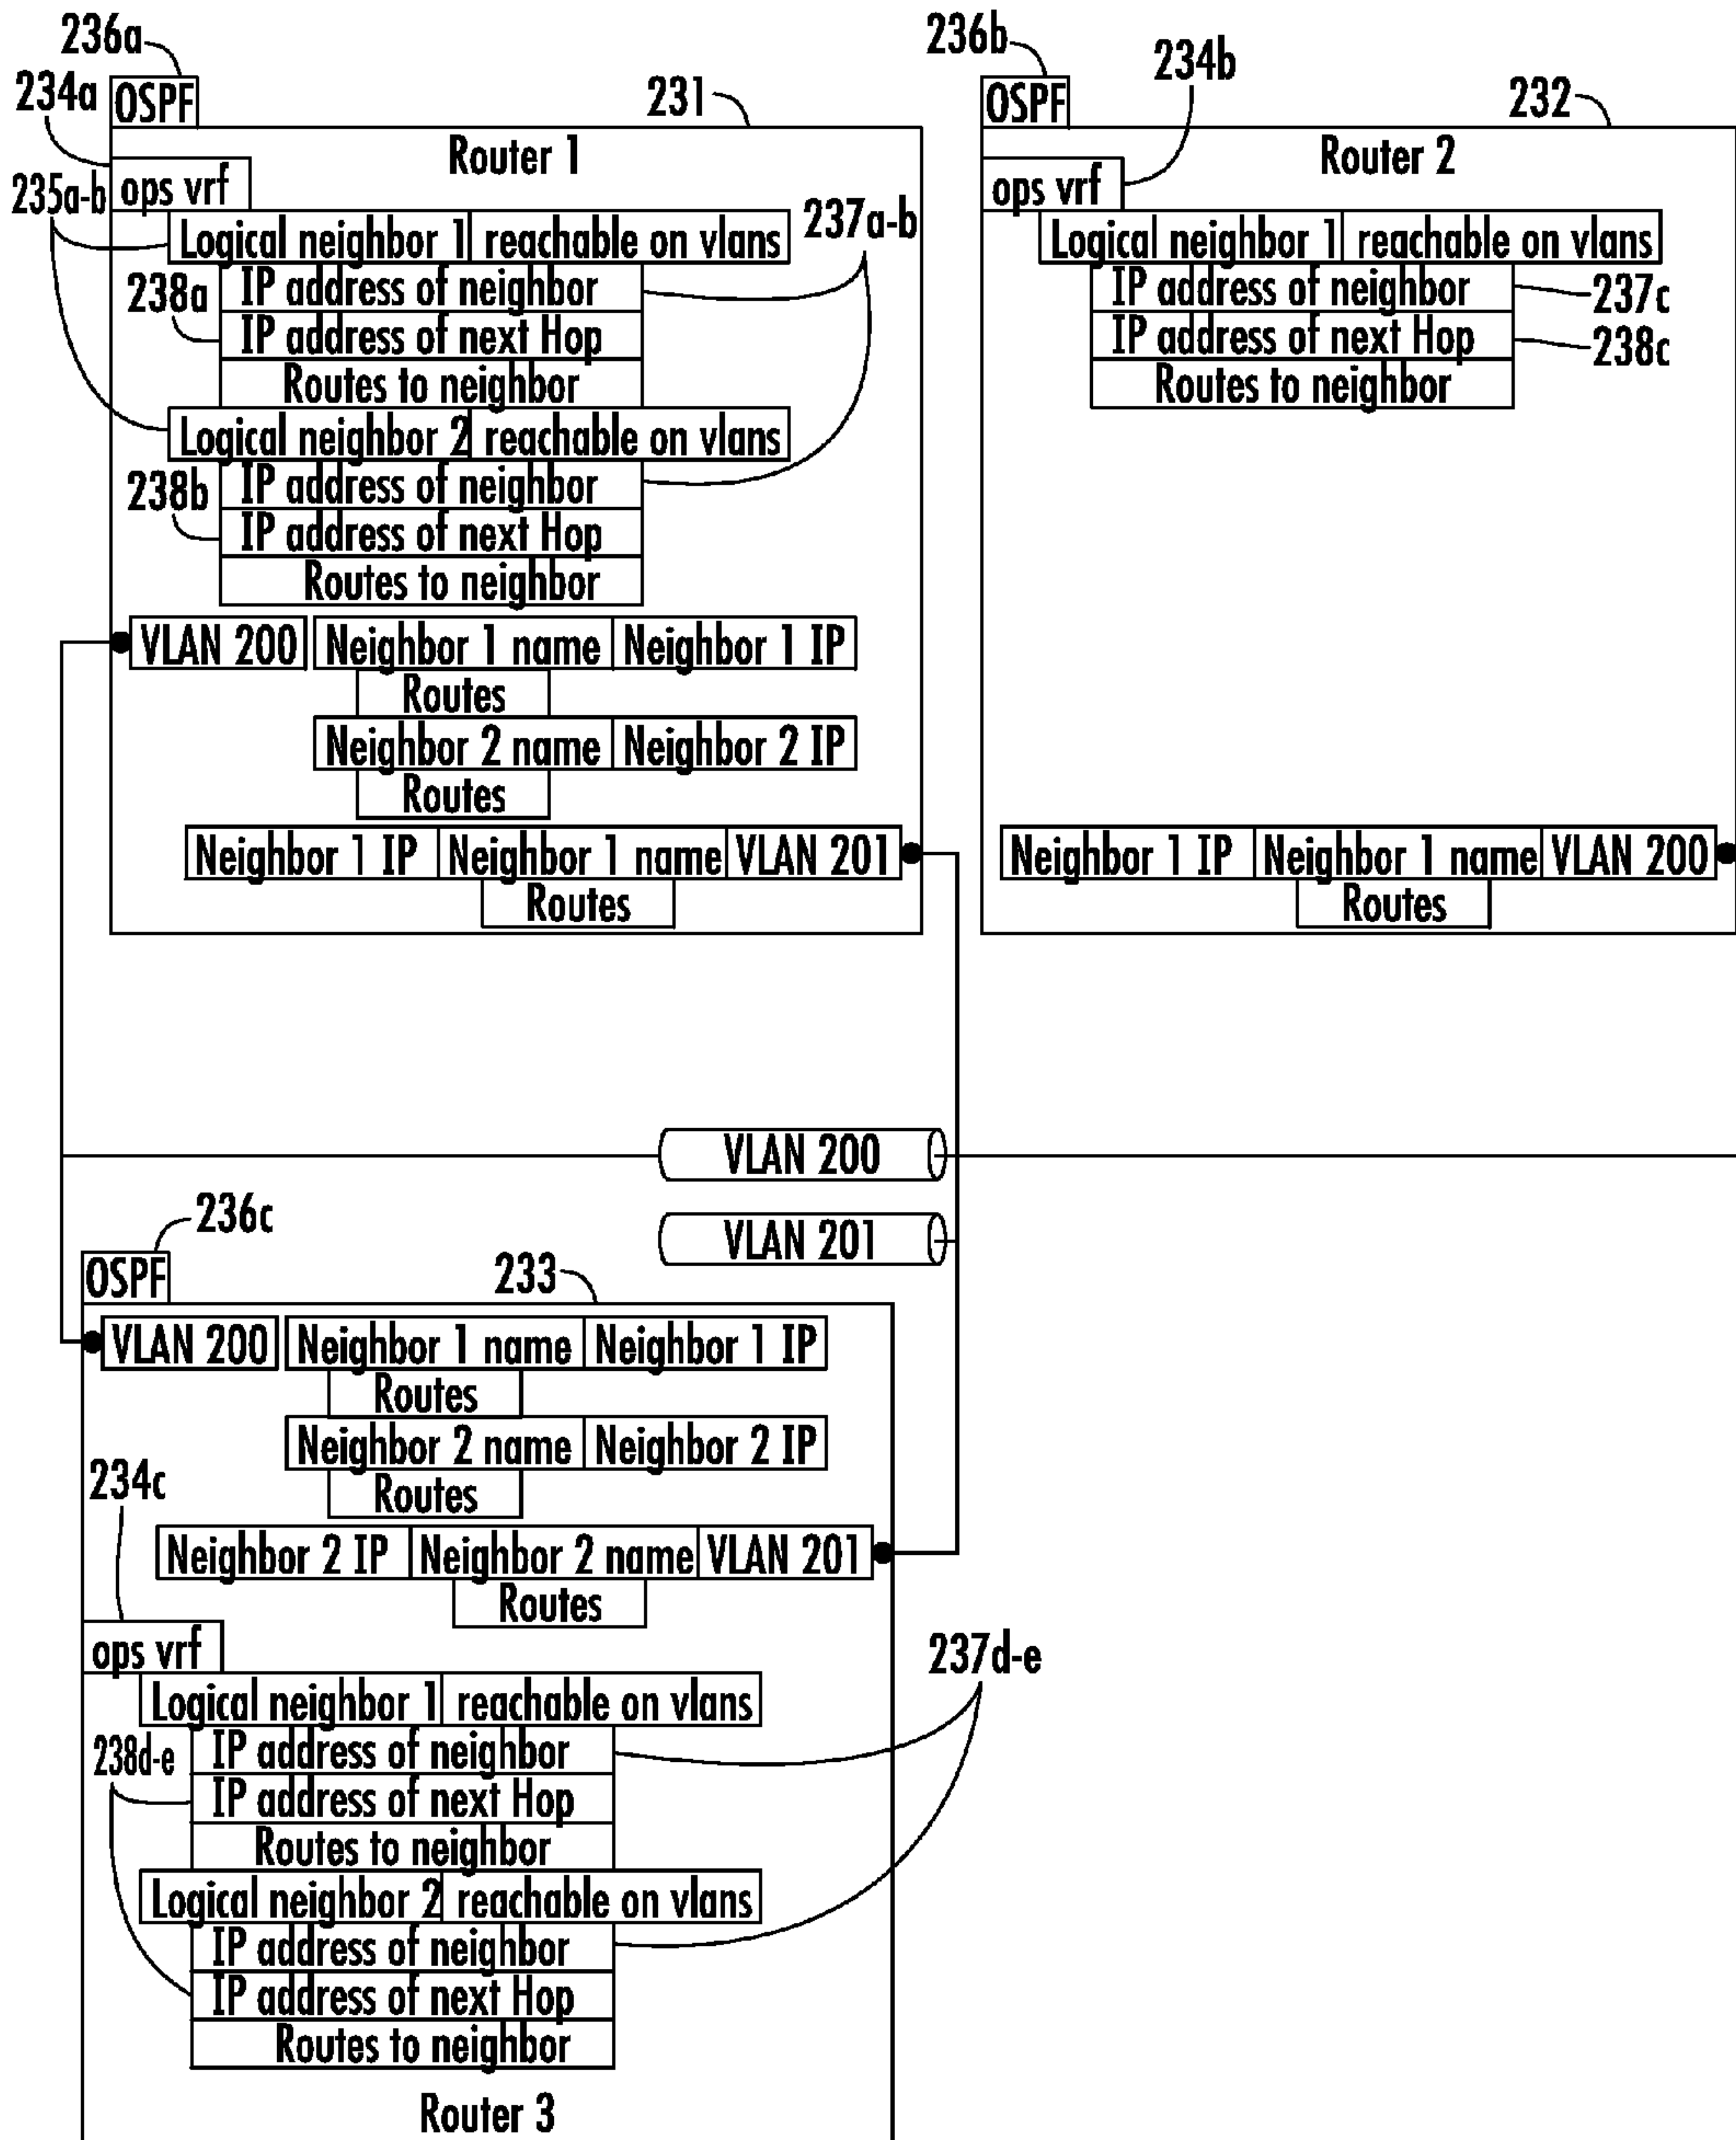 236a
236b
234b
234a
OSPF
231
OSPF
232
Router 1
Router 2
ops vrf
ops vrf
235a-b
237a-b
Logical neighbor 1 reachable on vlans
Logical neighbor 1 reachable on vlans
238a
IP address of neighbor
IP address of neighbor
237c
IP address of next Hop
IP address of next Hop
238c
Routes to neighbor
Routes to neighbor
Logical neighbor 2 reachable on vlans
238b
IP address of neighbor
IP address of next Hop
Routes to neighbor
VLAN 200 Neighbor 1 name Neighbor 1 IP
Routes
Neighbor 2 name Neighbor 2 IP
Routes
Neighbor 1 IP Neighbor 1 name VLAN 201
Neighbor 1 IP Neighbor 1 name VLAN 200
Routes
Routes
VLAN 200
VLAN 201
236c
OSPF
233
VLAN 200 Neighbor 1 name Neighbor 1 IP
Routes
Neighbor 2 name Neighbor 2 IP
Routes
234c
Neighbor 2 IP Neighbor 2 name VLAN 201
Routes
ops vrf
237d-e
Logical neighbor 1 reachable on vlans
238d-e
IP address of neighbor
IP address of next Hop
Routes to neighbor
Logical neighbor 2 reachable on vlans
IP address of neighbor
IP address of next Hop
Routes to neighbor
Router 3